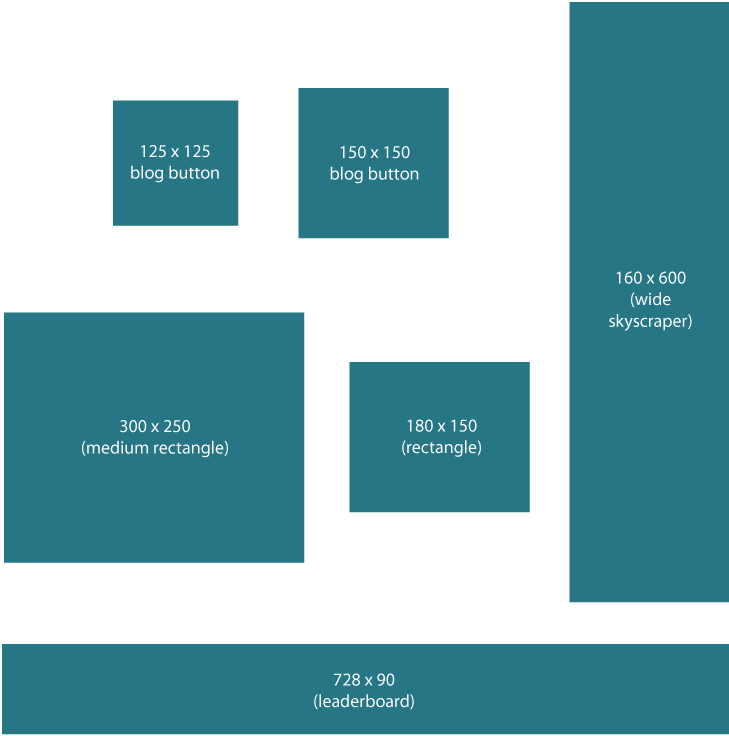 125 x 125
blog button
150 x 150
blog button
160 x 600
(wide
skyscraper)
300 x 250
(medium rectangle)
180 x 150
(rectangle)
728 x 90
(leaderboard)